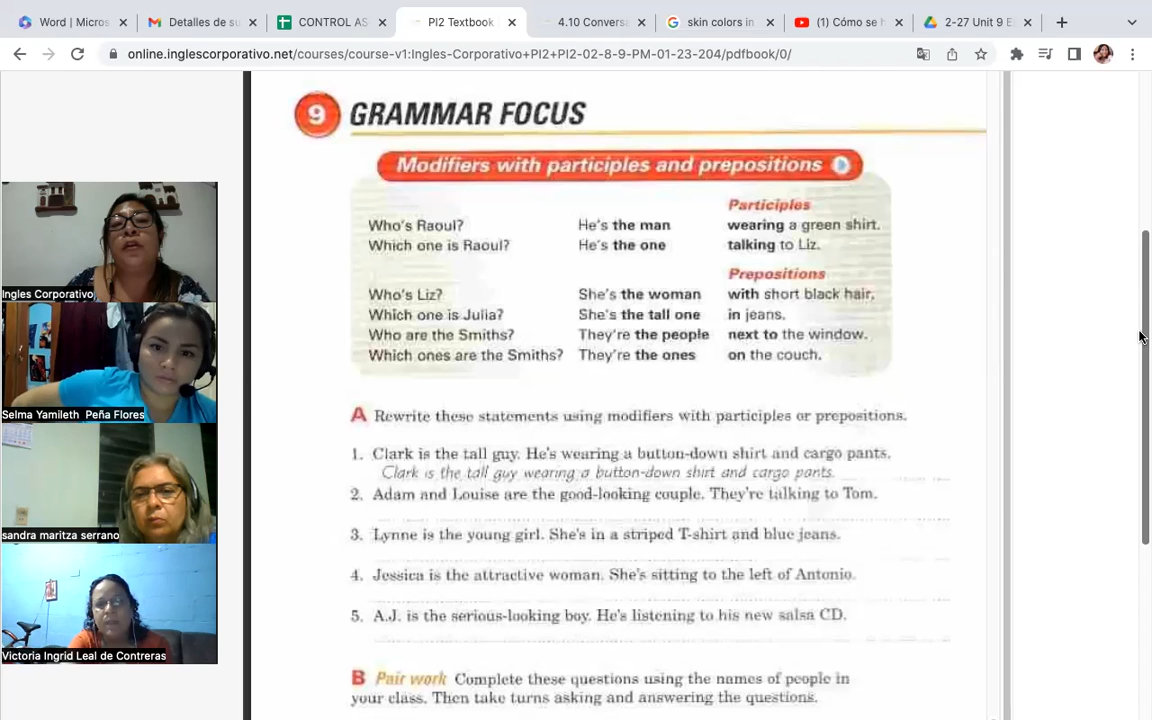 Word | Micros
Detalles de su
CONTROL AS
PI2 Textbook
4.10 Convers
skin colors in
(1) Cómo se h
2-27 Unit 9 E
online.inglescorporativo.net/courses/course-v1:Ingles-Corporativo+PI2+PI2-02-8-9-PM-01-23-204/pdfbook/0/
9 GRAMMAR FOCUS
Modifiers with participles and prepositions
Participles
Who's Raoul? He's the man wearing a green shirt.
Which one is Raoul? He's the one talking to Liz.
Prepositions
Who's Liz? She's the woman with short black hair.
Which one is Julia? She's the tall one in jeans.
Who are the Smiths? They're the people next to the window.
Which ones are the Smiths? They're the ones on the couch.
A Rewrite these statements using modifiers with participles or prepositions.
1. Clark is the tall guy. He's wearing a button-down shirt and cargo pants.
Clark is the tall guy wearing a button-down shirt and cargo pants.
2. Adam and Louise are the good-looking couple. They're talking to Tom.
3. Lynne is the young girl. She's in a striped T-shirt and blue jeans.
4. Jessica is the attractive woman. She's sitting to the left of Antonio.
5. A.J. is the serious-looking boy. He's listening to his new salsa CD.
B Pair work Complete these questions using the names of people in
your class. Then take turns asking and answering the questions.
Ingles Corporativo
Selma Yamileth Peña Flores
sandra maritza serrano
Victoria Ingrid Leal de Contreras